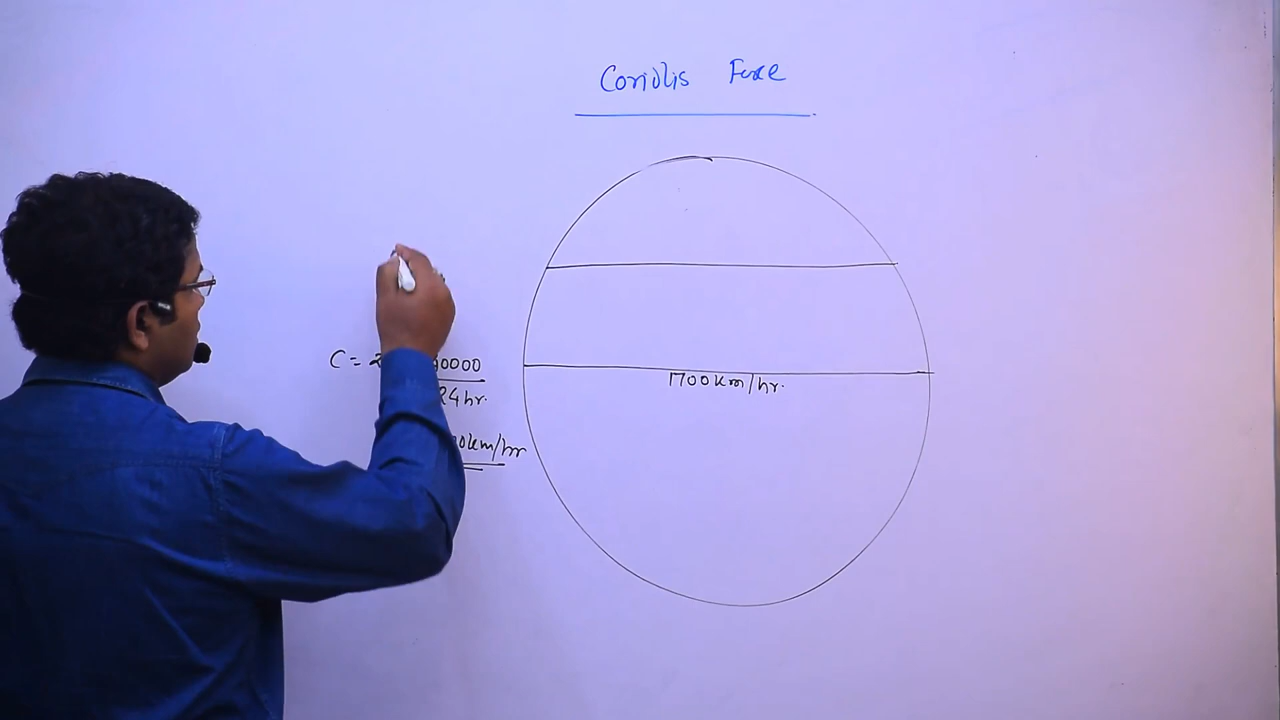 Coriolis Force
C = 0000
24hr.
km/hr
1700km/hr.